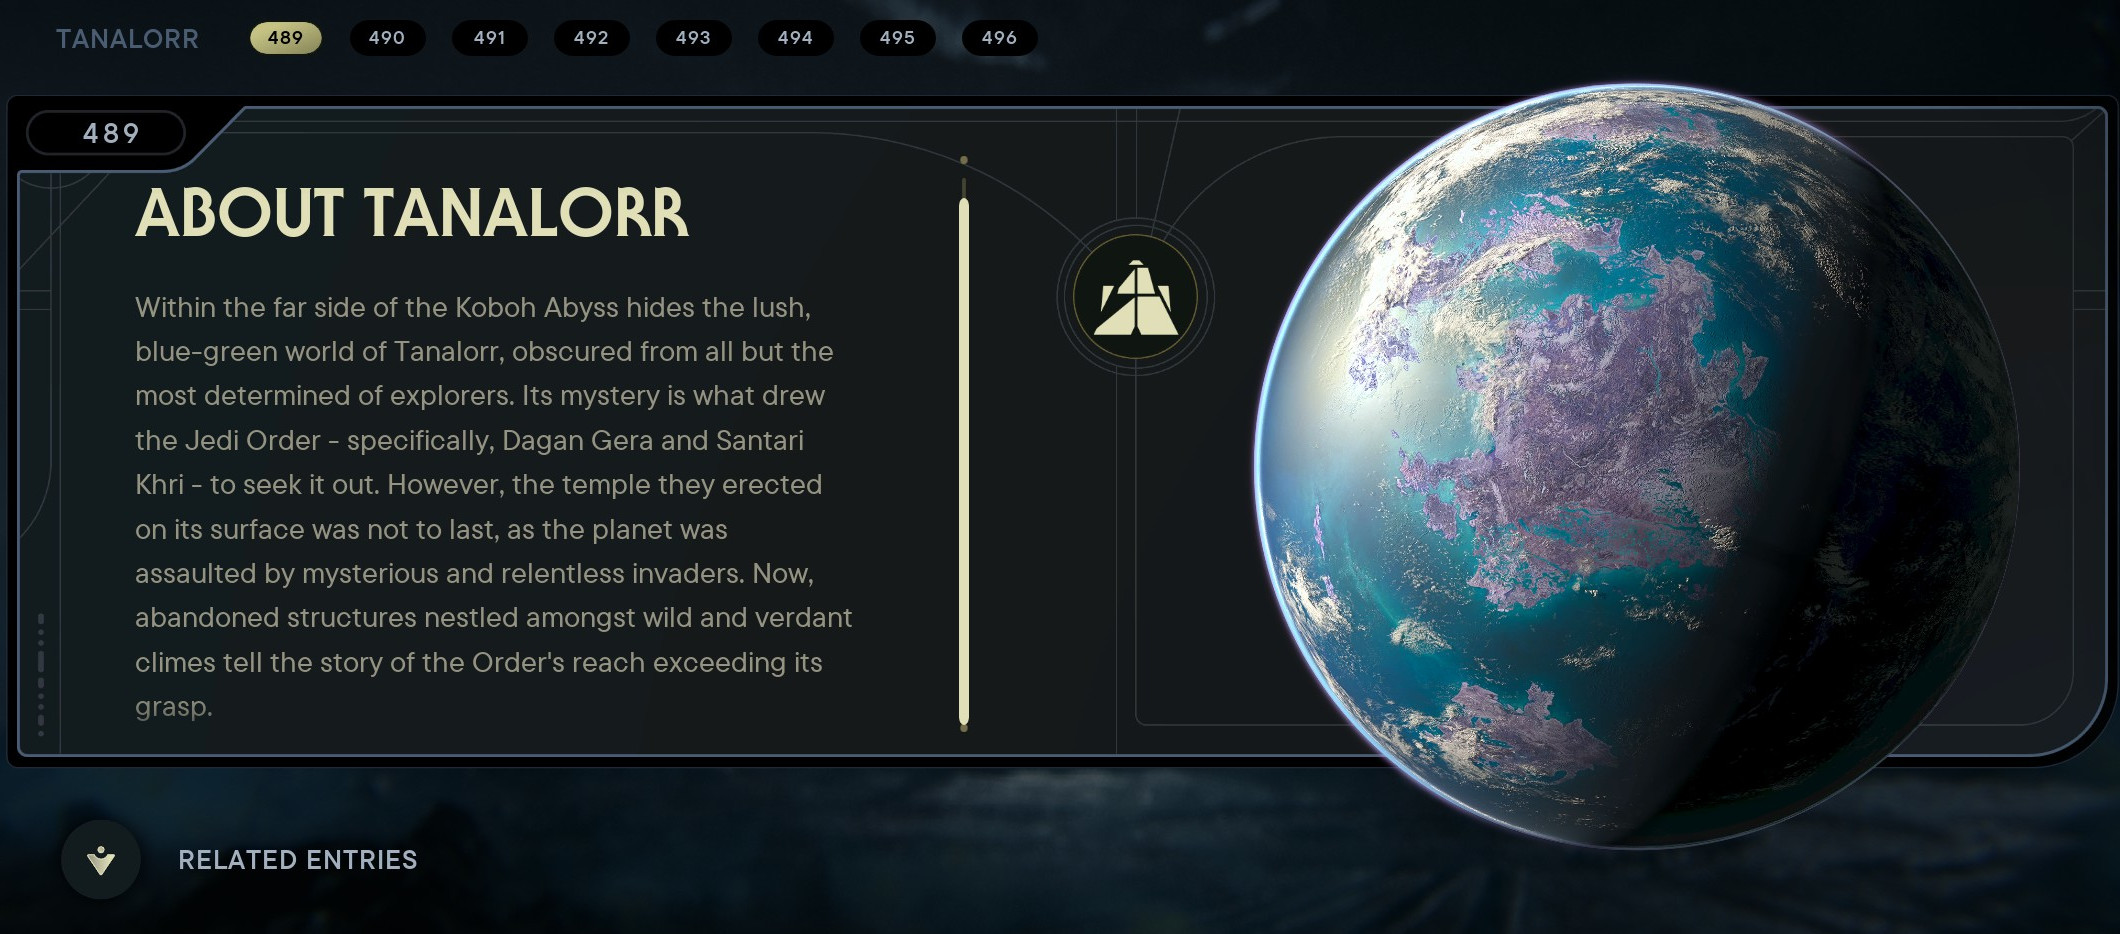 TANALORR 489 490 491 492 493 494 495 496
489
ABOUT TANALORR
Within the far side of the Koboh Abyss hides the lush,
blue-green world of Tanalorr, obscured from all but the
most determined of explorers. Its mystery is what drew
the Jedi Order - specifically, Dagan Gera and Santari
Khri - to seek it out. However, the temple they erected
on its surface was not to last, as the planet was
assaulted by mysterious and relentless invaders. Now,
abandoned structures nestled amongst wild and verdant
climes tell the story of the Order's reach exceeding its
grasp.
RELATED ENTRIES